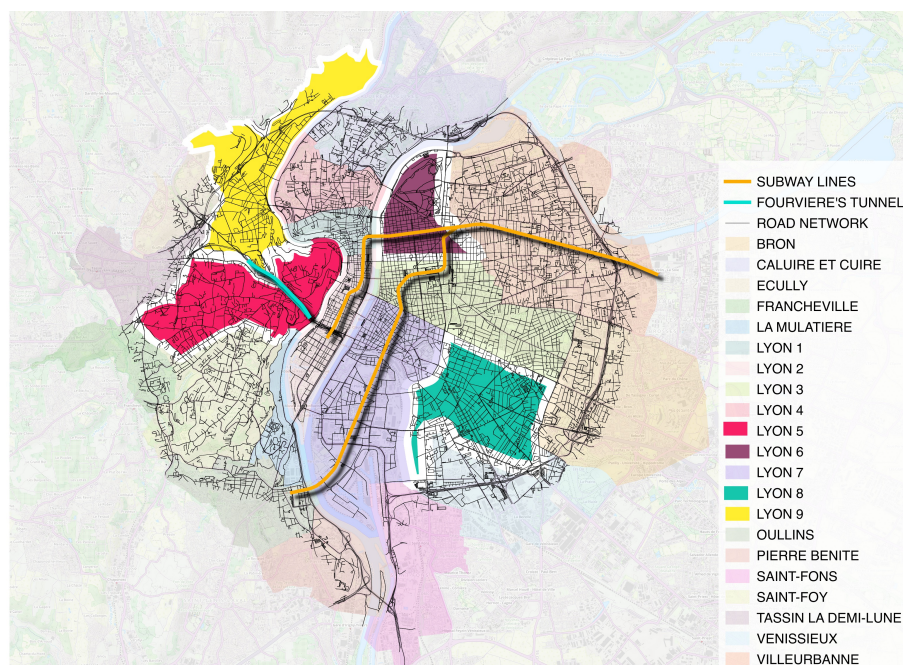 SUBWAY LINES
FOURVIERE'S TUNNEL
ROAD NETWORK
BRON
CALUIRE ET CUIRE
ECULLY
FRANCHEVILLE
LA MULATIERE
LYON 1
LYON 2
LYON 3
LYON 4
LYON 5
LYON 6
LYON 7
LYON 8
LYON 9
OULLINS
PIERRE BENITE
SAINT-FONS
SAINT-FOY
TASSIN LA DEMI-LUNE
VENISSIEUX
VILLEURBANNE